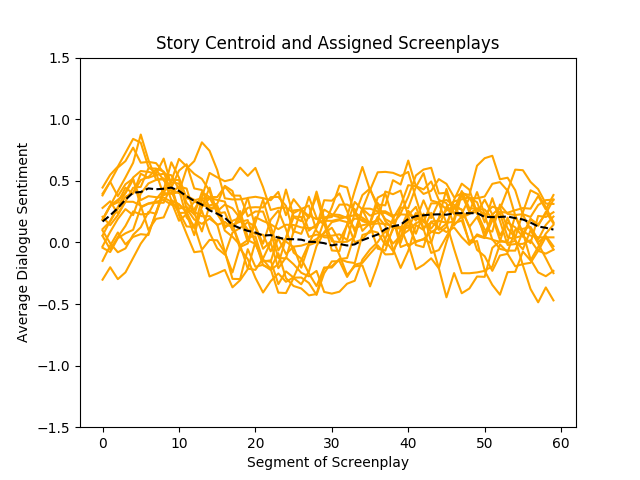 Story Centroid and Assigned Screenplays
1.5
1.0
0.5
0.0
−0.5
−1.0
−1.5
Average Dialogue Sentiment
0 10 20 30 40 50 60
Segment of Screenplay